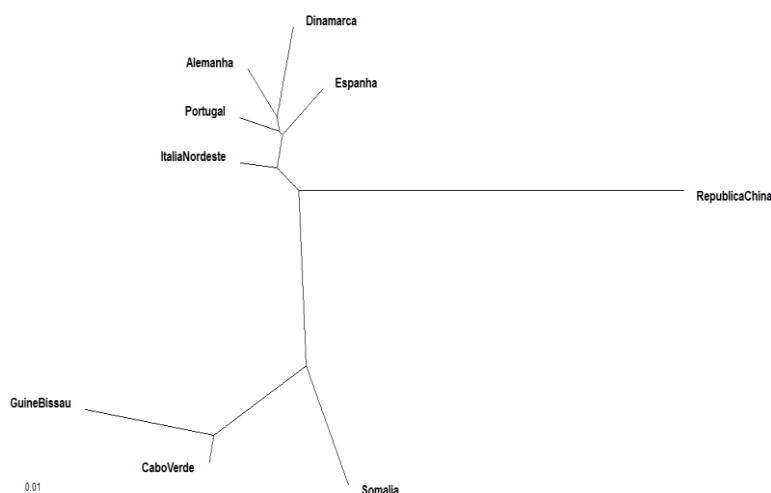 Dinamarca
Alemanha
Espanha
Portugal
ItaliaNordeste
RepublicaChina
GuineBissau
CaboVerde
0.01
Somalia